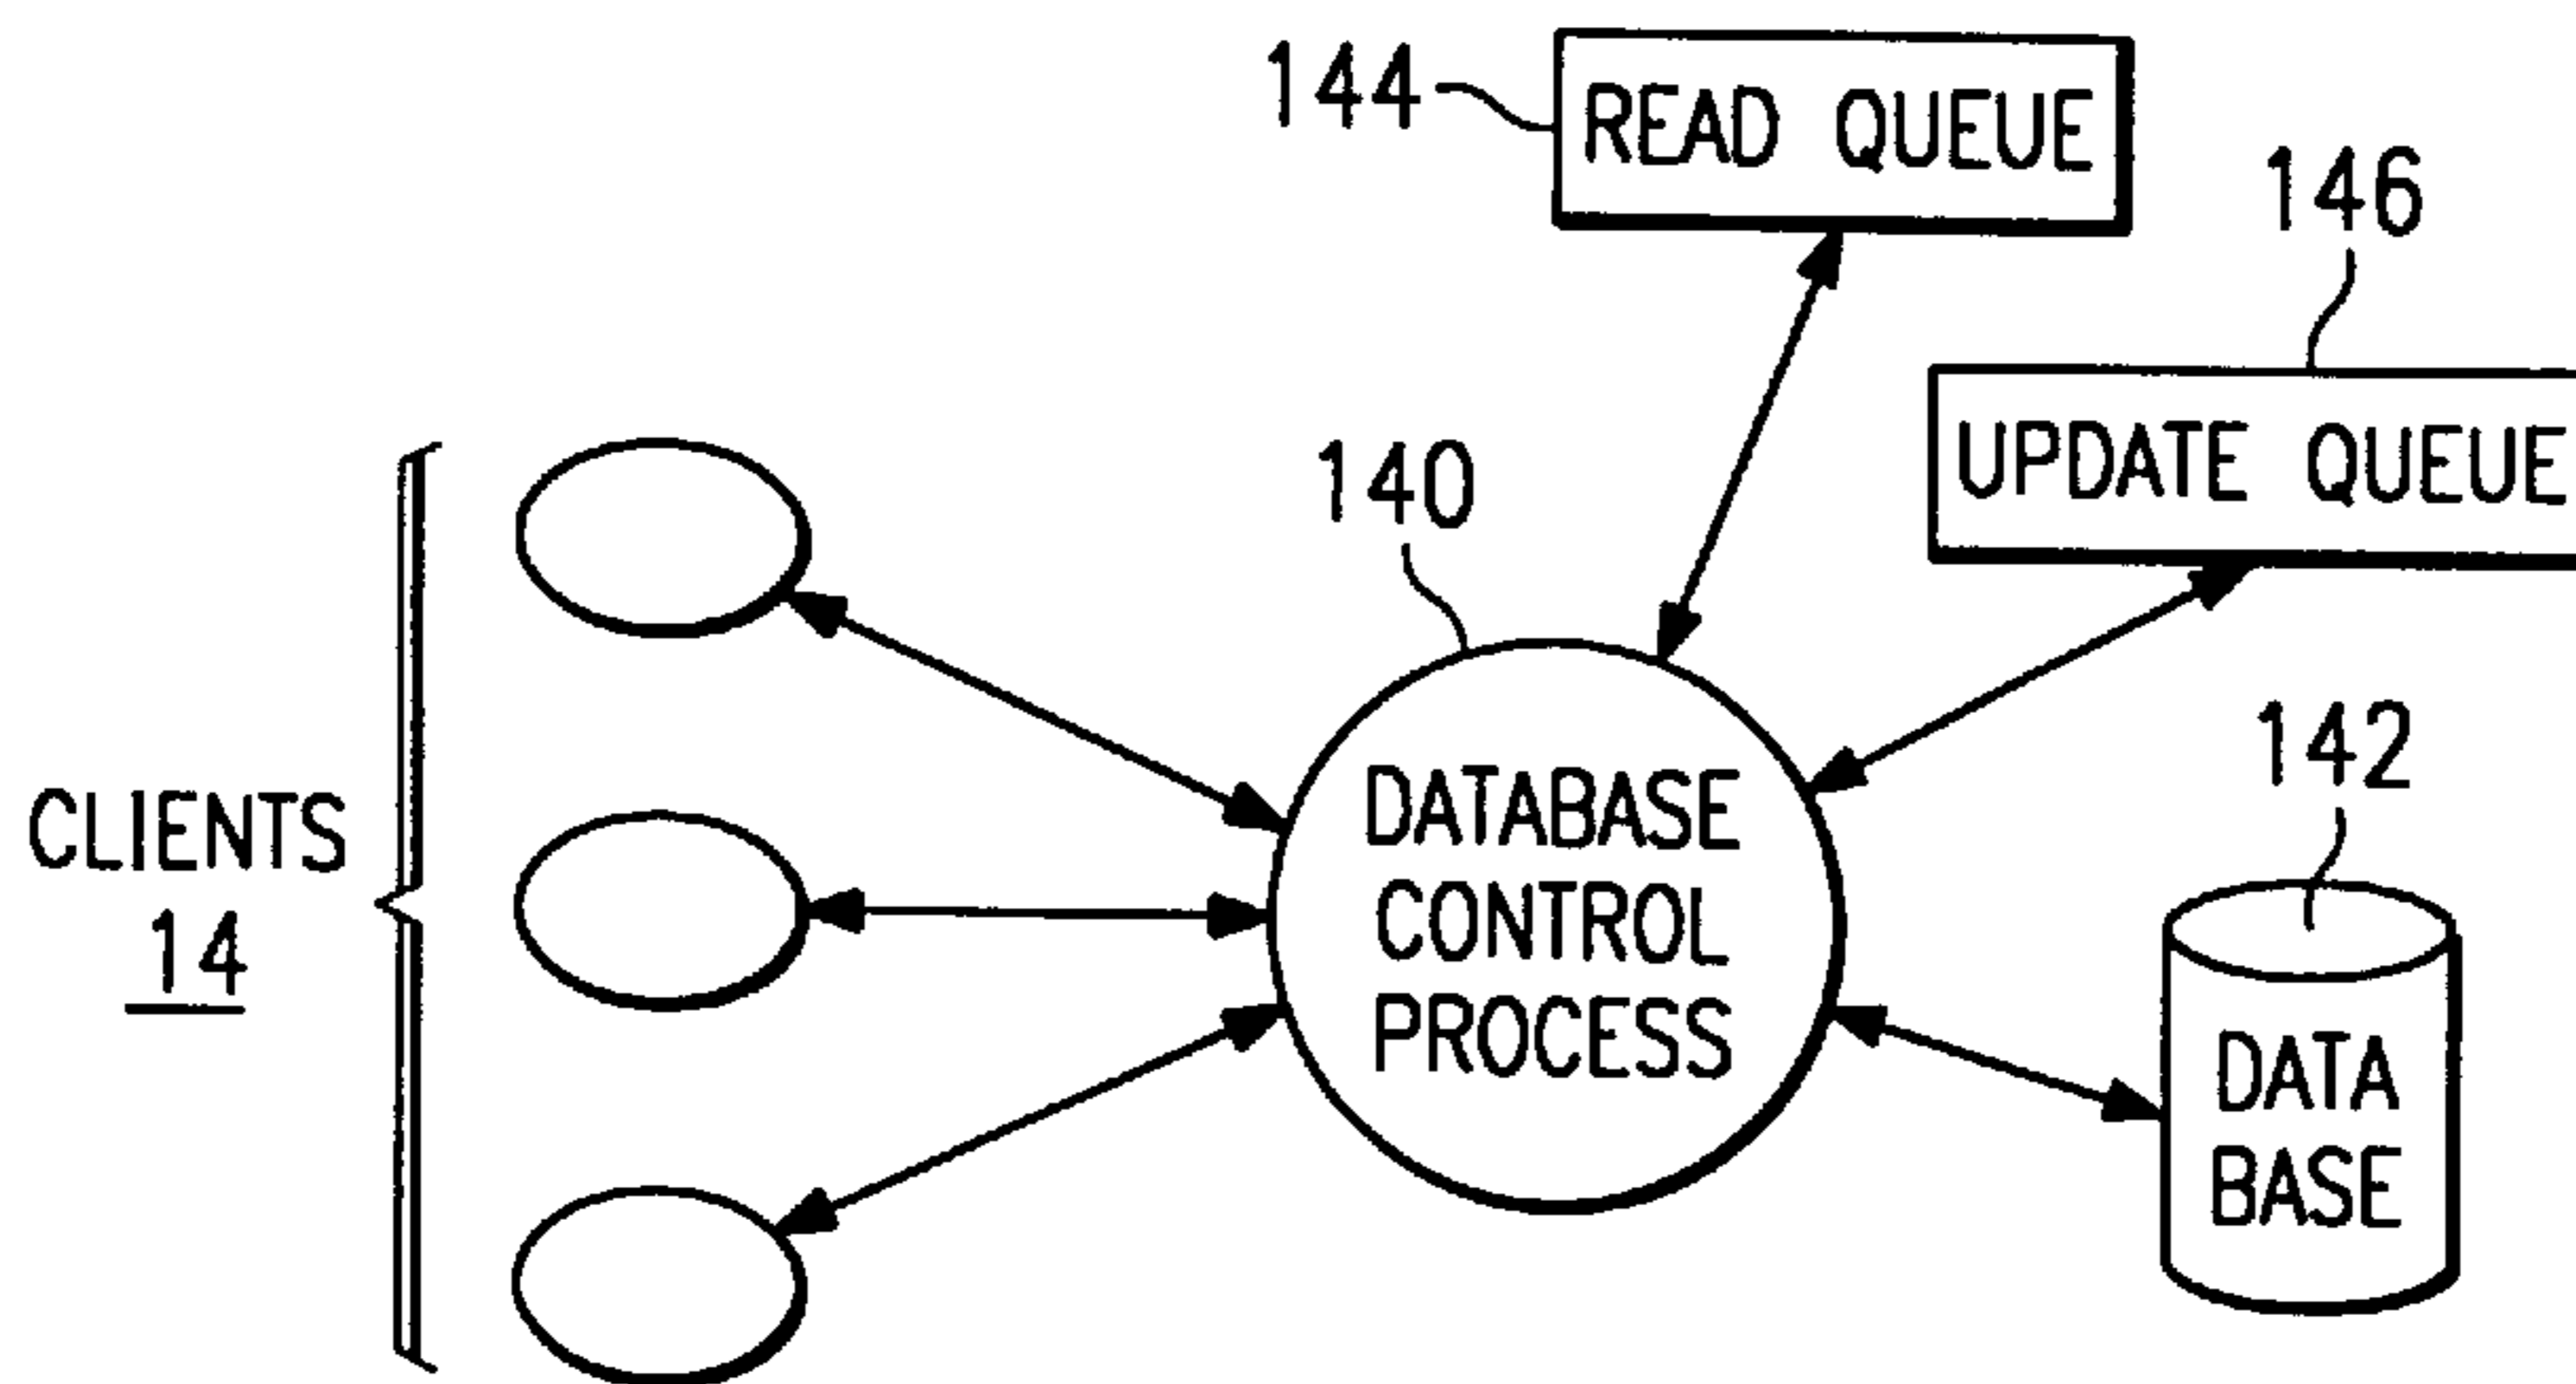 144
READ QUEUE
146
UPDATE QUEUE
140
142
CLIENTS
14
DATABASE
CONTROL
PROCESS
DATA
BASE